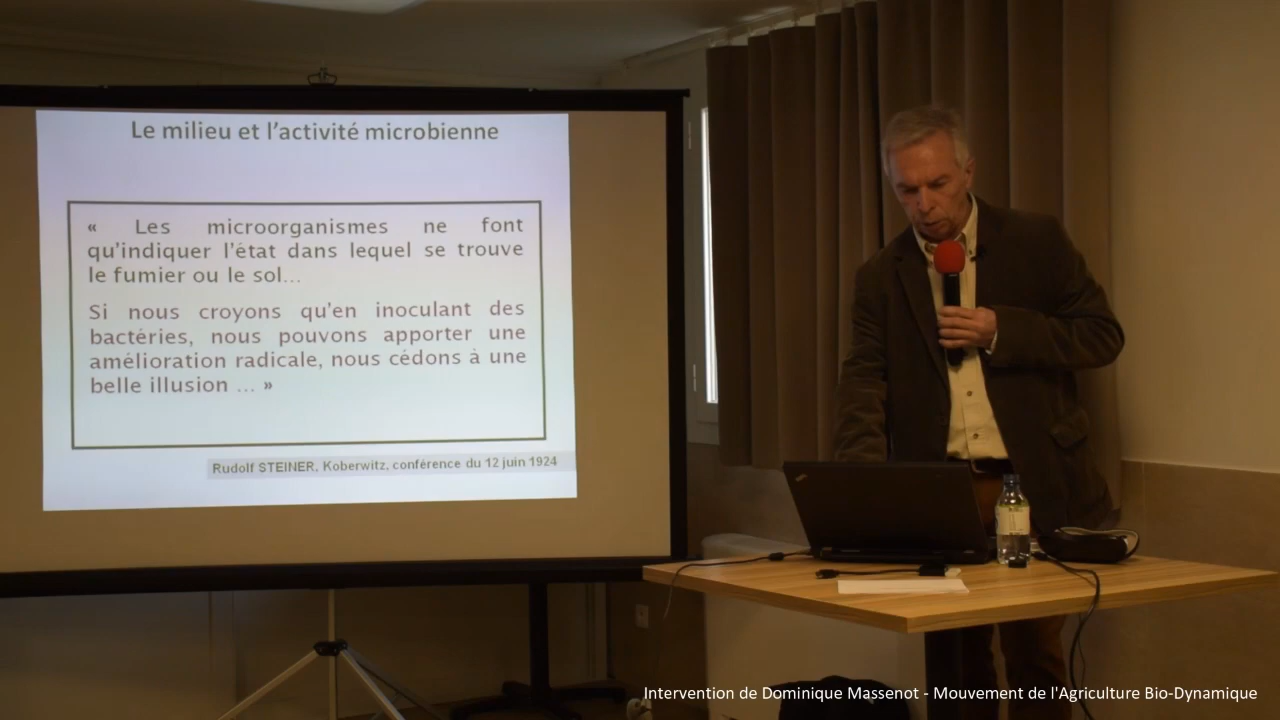 Le milieu et l'activité microbienne
« Les microorganismes ne font
qu'indiquer l'état dans lequel se trouve
le fumier ou le sol...
Si nous croyons qu'en inoculant des
bactéries, nous pouvons apporter une
amélioration radicale, nous cédons à une
belle illusion ... »
Rudolf STEINER, Koberwitz, conférence du 12 juin 1924
Intervention de Dominique Massenot - Mouvement de l'Agriculture Bio-Dynamique